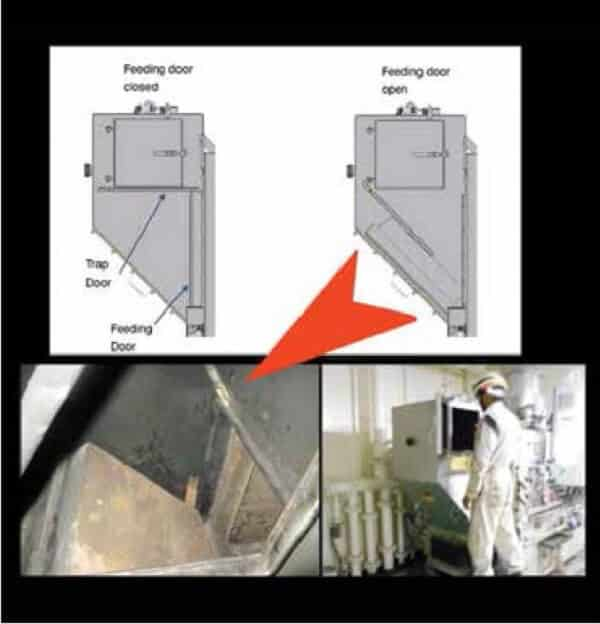 Feeding door
closed
Feeding door
open
Trap
Door
Feeding
Door